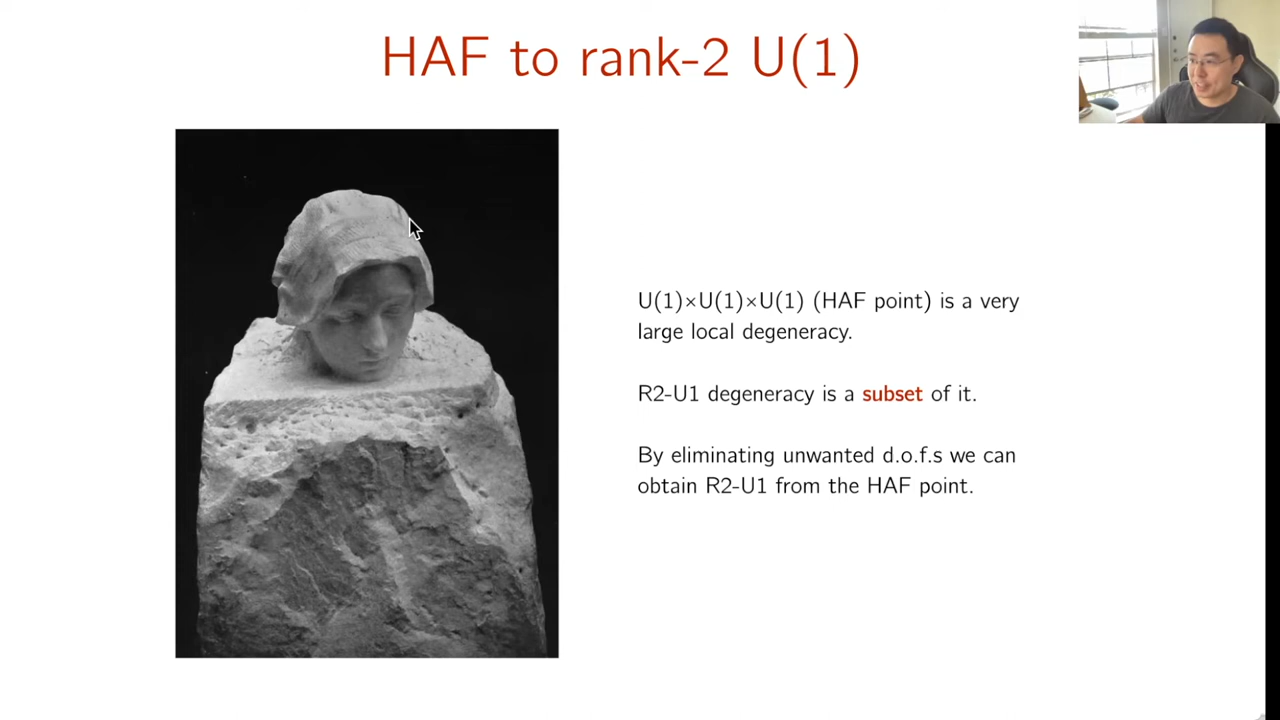 HAF to rank-2 U(1)
U(1)×U(1)×U(1) (HAF point) is a very
large local degeneracy.
R2-U1 degeneracy is a subset of it.
By eliminating unwanted d.o.f.s we can
obtain R2-U1 from the HAF point.